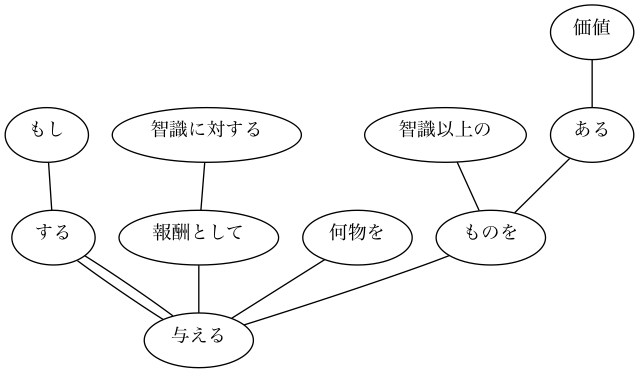 価値
もし
智識に対する
智識以上の
ある
する
報酬として
何物を
ものを
与える